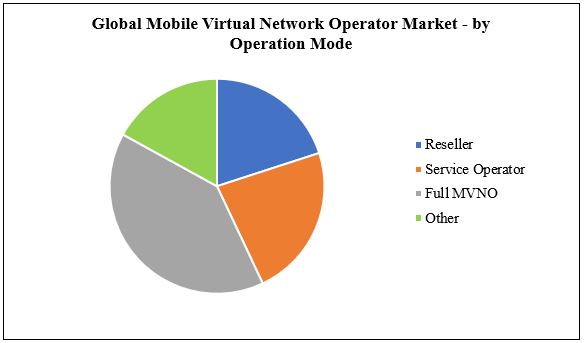 Global Mobile Virtual Network Operator Market - by
Operation Mode
Reseller
Service Operator
Full MVNO
Other